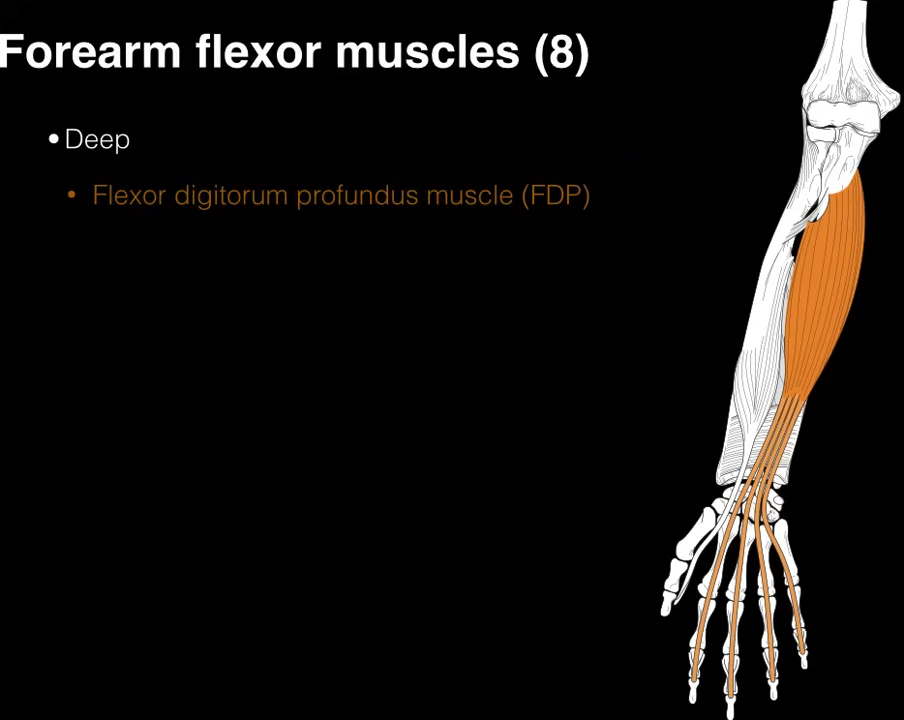 Forearm flexor muscles (8)
• Deep
• Flexor digitorum profundus muscle (FDP)